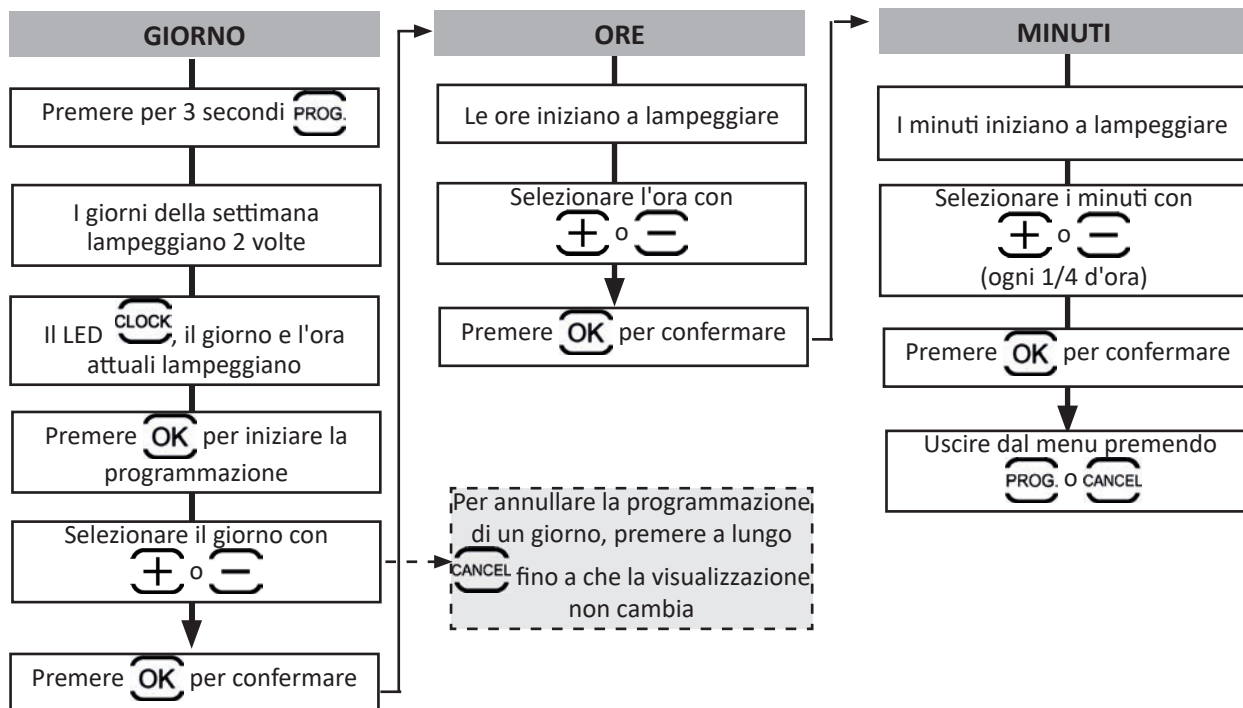 GIORNO
Premere per 3 secondi PROG.
I giorni della settimana
lampeggiano 2 volte
Il LED CLOCK, il giorno e l'ora
attuali lampeggiano
Premere OK per iniziare la
programmazione
Selezionare il giorno con
+ o −
Premere OK per confermare
Per annullare la programmazione
di un giorno, premere a lungo
CANCEL fino a che la visualizzazione
non cambia
ORE
Le ore iniziano a lampeggiare
Selezionare l'ora con
+ o −
Premere OK per confermare
MINUTI
I minuti iniziano a lampeggiare
Selezionare i minuti con
+ o −
(ogni 1/4 d'ora)
Premere OK per confermare
Uscire dal menu premendo
PROG. o CANCEL